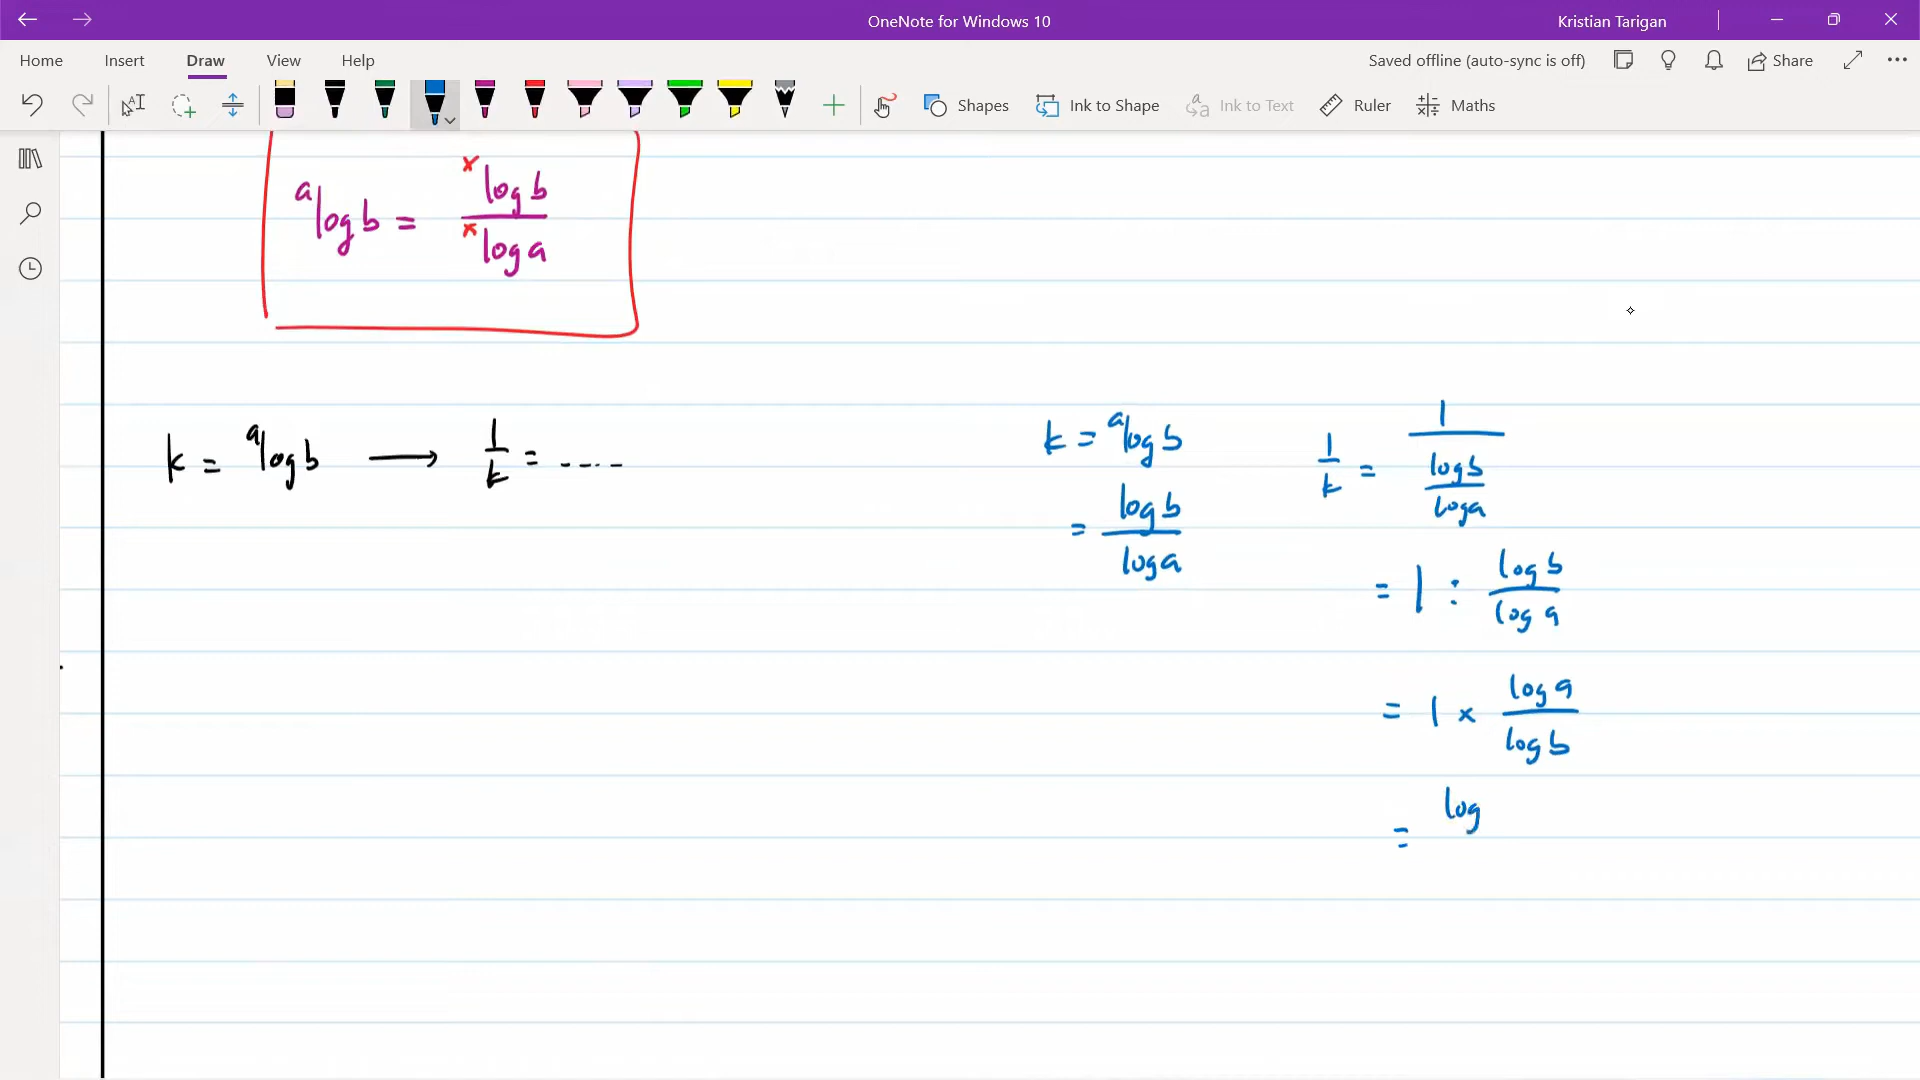 OneNote for Windows 10
Kristian Tarigan
Home Insert Draw View Help
Saved offline (auto-sync is off) Share
Shapes Ink to Shape Ink to Text Ruler Maths
ᵃlog b = ˣlog b / ˣlog a
k = ᵃlog b ⟶ 1/k = ....
k = ᵃlog b
= log b / log a
1/k = 1 / (log b / log a)
= 1 : log b / log a
= 1 × log a / log b
= log